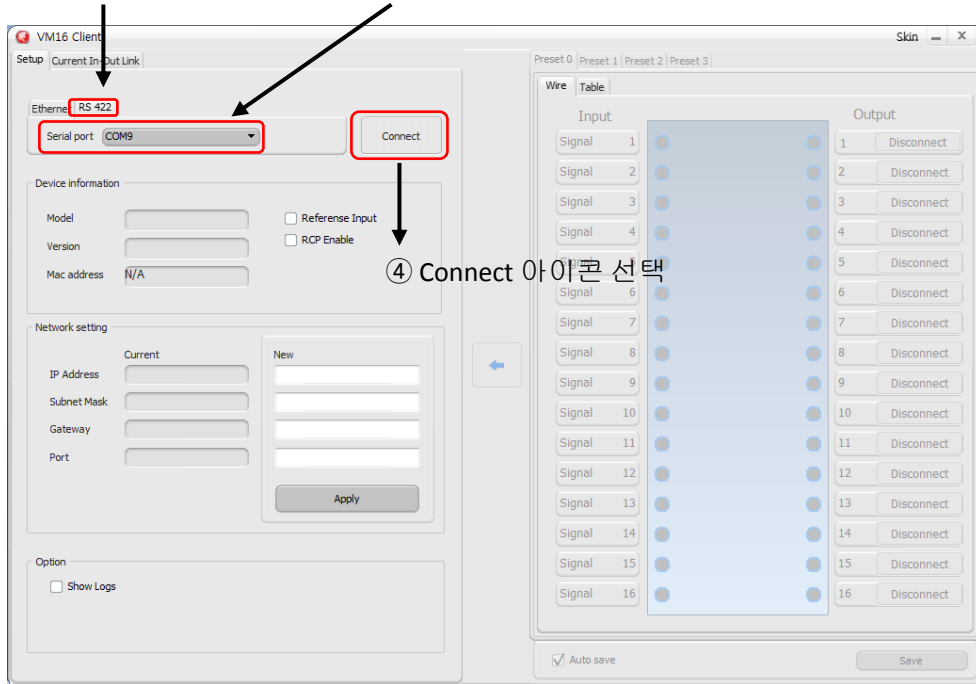 VM16 Client
Skin
Setup
Current In-Out Link
Ethernet
RS 422
Serial port
COM9
Connect
Device information
Model
Version
Mac address
N/A
Referense Input
RCP Enable
④ Connect 아이콘 선택
Network setting
Current
New
IP Address
Subnet Mask
Gateway
Port
Apply
Option
Show Logs
Preset 0
Preset 1
Preset 2
Preset 3
Wire
Table
Input
Output
Signal 1
1 Disconnect
Signal 2
2 Disconnect
Signal 3
3 Disconnect
Signal 4
4 Disconnect
Signal 5
5 Disconnect
Signal 6
6 Disconnect
Signal 7
7 Disconnect
Signal 8
8 Disconnect
Signal 9
9 Disconnect
Signal 10
10 Disconnect
Signal 11
11 Disconnect
Signal 12
12 Disconnect
Signal 13
13 Disconnect
Signal 14
14 Disconnect
Signal 15
15 Disconnect
Signal 16
16 Disconnect
Auto save
Save